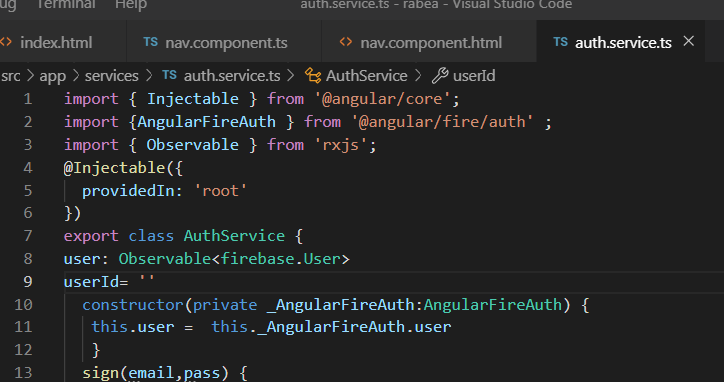 ug Terminal Help auth.service.ts - rabea - Visual Studio Code
<> index.html TS nav.component.ts <> nav.component.html TS auth.service.ts ×
src > app > services > TS auth.service.ts > AuthService > userId
1 import { Injectable } from '@angular/core';
2 import {AngularFireAuth } from '@angular/fire/auth' ;
3 import { Observable } from 'rxjs';
4 @Injectable({
5 providedIn: 'root'
6 })
7 export class AuthService {
8 user: Observable<firebase.User>
9 userId= ''
10 constructor(private _AngularFireAuth:AngularFireAuth) {
11 this.user = this._AngularFireAuth.user
12 }
13 sign(email,pass) {